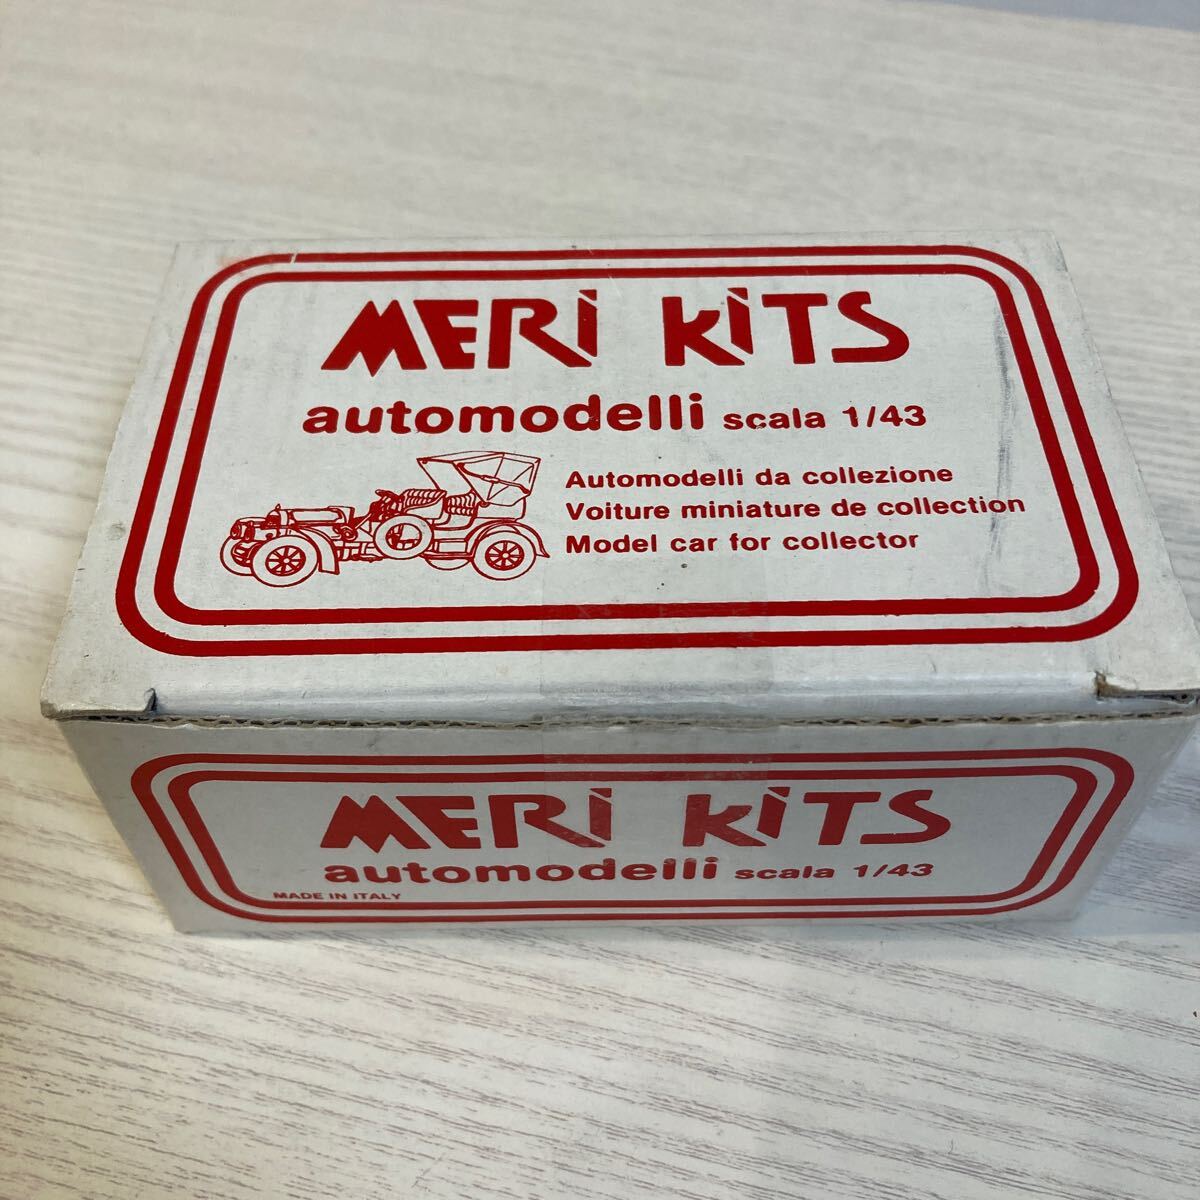 MERi KiTS
automodelli scala 1/43
Automodelli da collezione
Voiture miniature de collection
Model car for collector
MERi KiTS
automodelli scala 1/43
MADE IN ITALY